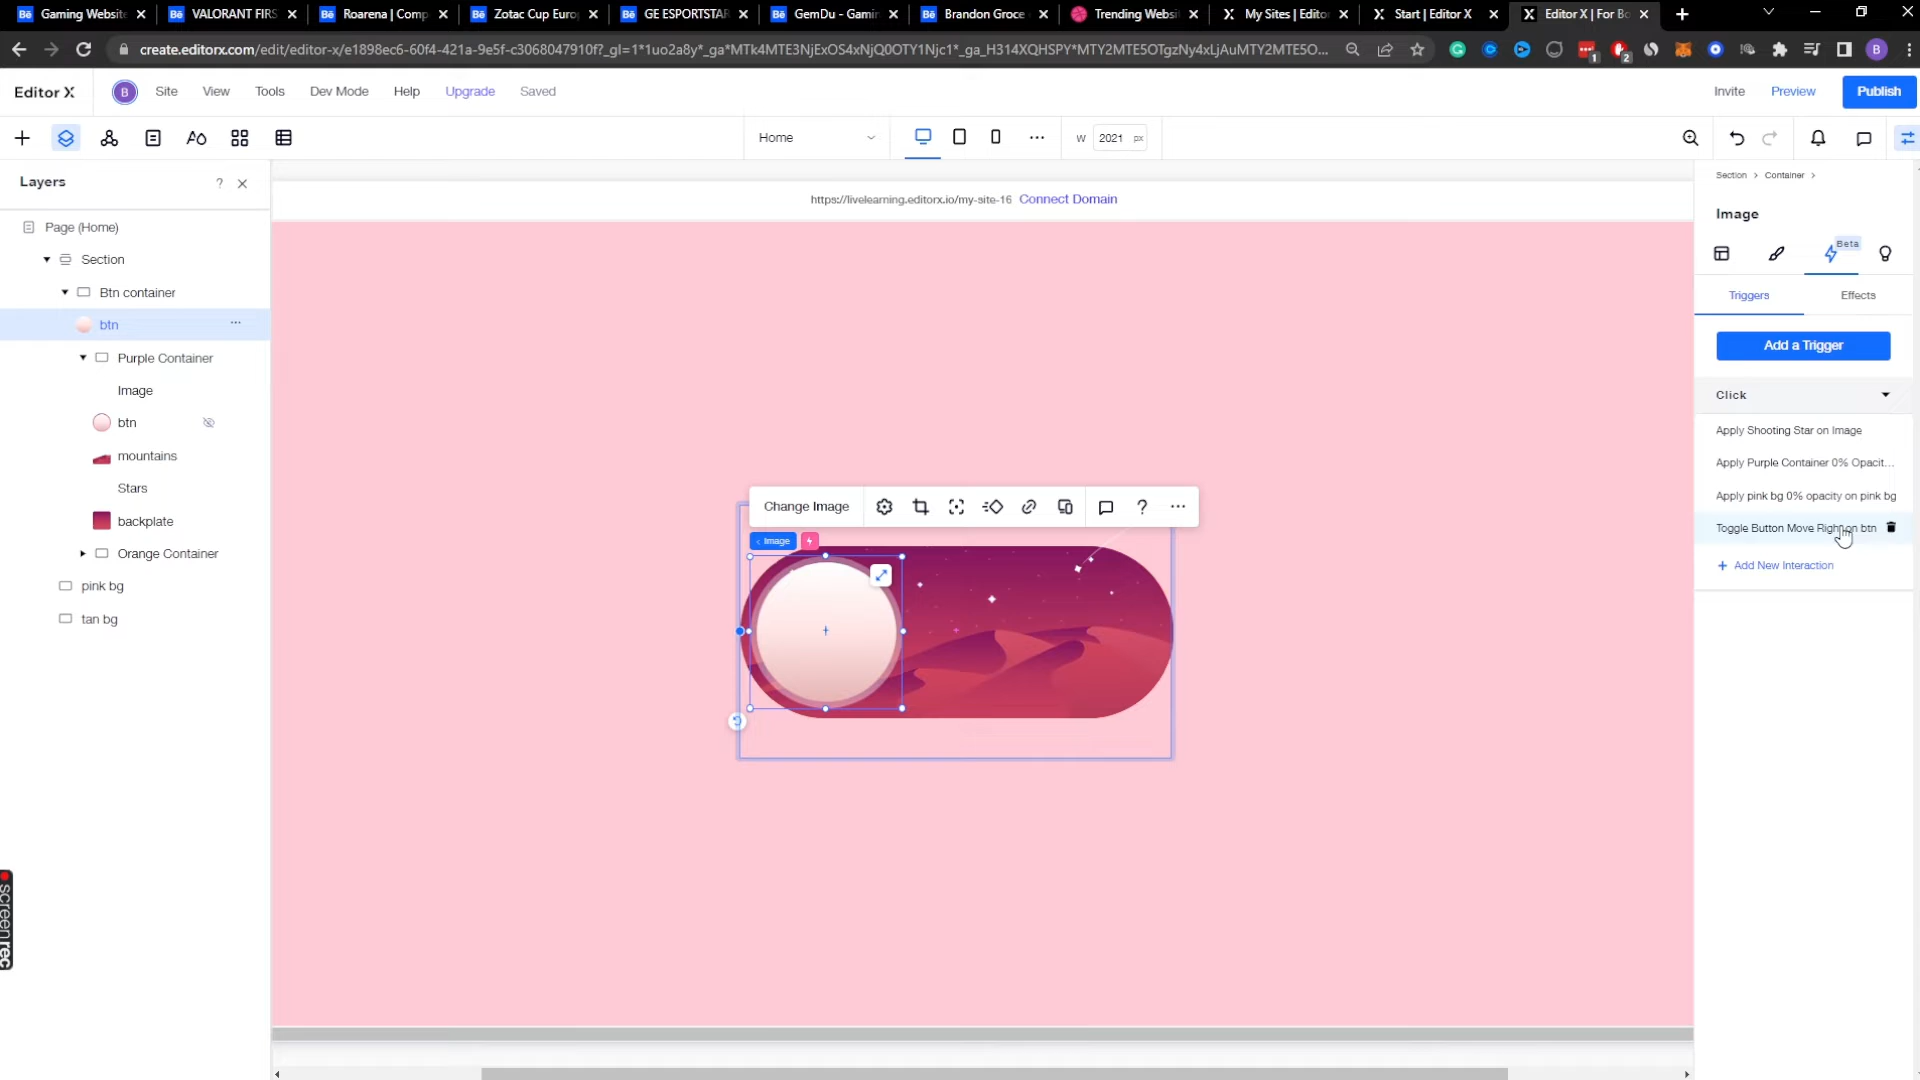 Gaming Website
VALORANT FIRS
Roarena | Comp
Zotac Cup Euro
GE ESPORTSTAR
GemDu - Gamin
Brandon Groce
Trending Websi
My Sites | Editor
Start | Editor X
Editor X | For Bo
create.editorx.com/edit/editor-x/e1898ec6-60f4-421a-9e5f-c3068047910f?_gl=1*1uo2a8y*_ga*MTk4MTE3NjExOS4xNjQ0OTY1Njc1*_ga_H314XQHSPY*MTY2MTE5OTgzNy4xLjAuMTY2MTE5O...
Editor X
B
Site
View
Tools
Dev Mode
Help
Upgrade
Saved
Invite
Preview
Publish
Home
W
2021
px
Layers
?
https://livelearning.editorx.io/my-site-16 Connect Domain
Section > Container >
Image
Beta
Page (Home)
Section
Btn container
btn
Purple Container
Image
btn
mountains
Stars
backplate
Orange Container
pink bg
tan bg
Change Image
?
Image
Triggers
Effects
Add a Trigger
Click
Apply Shooting Star on Image
Apply Purple Container 0% Opacit...
Apply pink bg 0% opacity on pink bg
Toggle Button Move Right on btn
+ Add New Interaction
screenrec